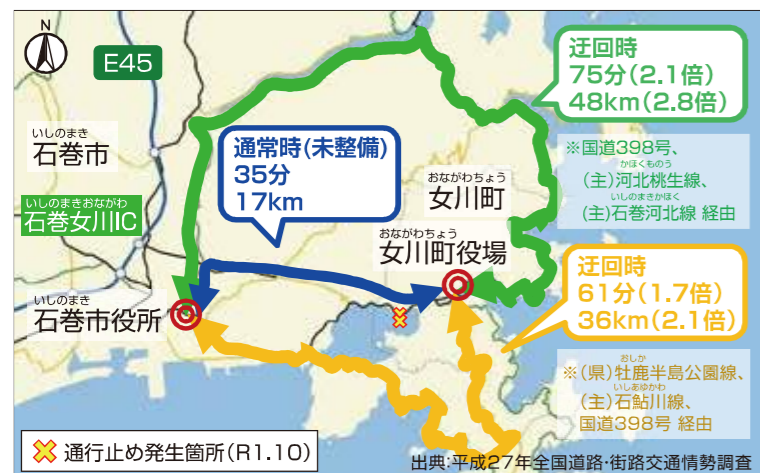 N
E45
いしのまき
石巻市
いしのまきおながわ
石巻女川IC
通常時(未整備)
35分
17km
おながわちょう
女川町
おながわちょう
女川町役場
いしのまき
石巻市役所
迂回時
75分(2.1倍)
48km(2.8倍)
※国道398号、
かほくものう
(主)河北桃生線、
いしのまきかほく
(主)石巻河北線 経由
迂回時
61分(1.7倍)
36km(2.1倍)
おしか
※(県)牡鹿半島公園線、
いしあゆかわ
(主)石鮎川線、
国道398号 経由
通行止め発生箇所(R1.10)
出典:平成27年全国道路・街路交通情勢調査